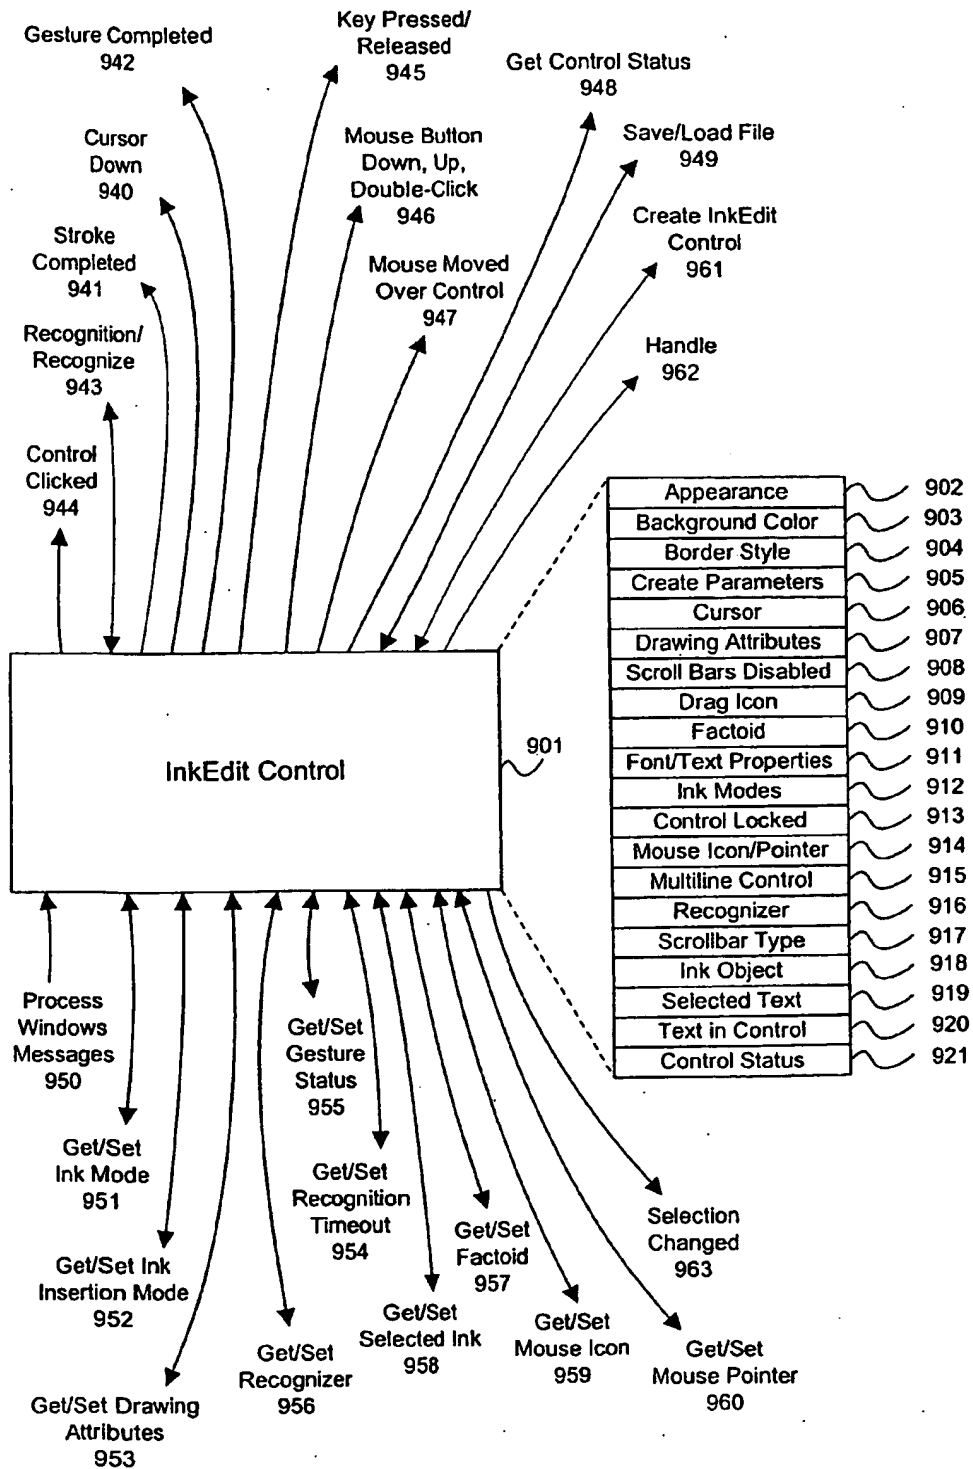 Gesture Completed
942
Key Pressed/
Released
945
Get Control Status
948
Cursor
Down
940
Mouse Button
Down, Up,
Double-Click
946
Save/Load File
949
Stroke
Completed
941
Mouse Moved
Over Control
947
Create InkEdit
Control
961
Recognition/
Recognize
943
Handle
962
Control
Clicked
944
InkEdit Control
901
Appearance 902
Background Color 903
Border Style 904
Create Parameters 905
Cursor 906
Drawing Attributes 907
Scroll Bars Disabled 908
Drag Icon 909
Factoid 910
Font/Text Properties 911
Ink Modes 912
Control Locked 913
Mouse Icon/Pointer 914
Multiline Control 915
Recognizer 916
Scrollbar Type 917
Ink Object 918
Selected Text 919
Text in Control 920
Control Status 921
Process
Windows
Messages
950
Get/Set
Ink Mode
951
Get/Set Ink
Insertion Mode
952
Get/Set Drawing
Attributes
953
Get/Set
Recognizer
956
Get/Set
Gesture
Status
955
Get/Set
Recognition
Timeout
954
Get/Set
Selected Ink
958
Get/Set
Factoid
957
Get/Set
Mouse Icon
959
Get/Set
Mouse Pointer
960
Selection
Changed
963